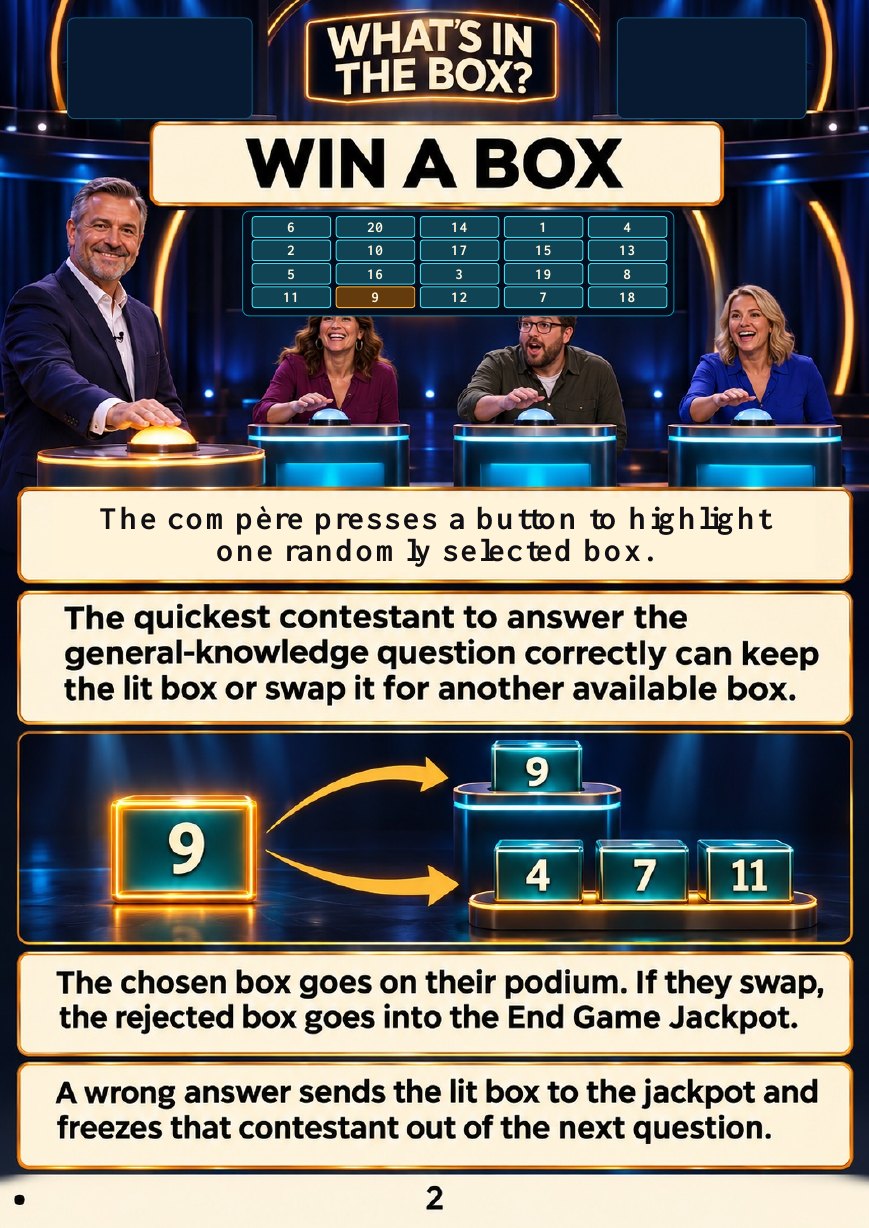 WHAT'S IN
THE BOX?
WIN A BOX
6 20 14 1 4
2 10 17 15 13
5 16 3 19 8
11 9 12 7 18
The compère presses a button to highlight
one randomly selected box.
The quickest contestant to answer the
general-knowledge question correctly can keep
the lit box or swap it for another available box.
9
9
4 7 11
The chosen box goes on their podium. If they swap,
the rejected box goes into the End Game Jackpot.
A wrong answer sends the lit box to the jackpot and
freezes that contestant out of the next question.
2